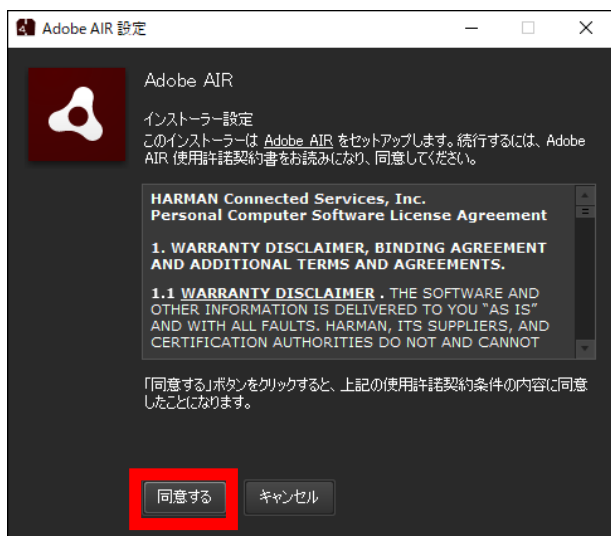 Adobe AIR 設定
Adobe AIR
インストーラー設定
このインストーラーは Adobe AIR をセットアップします。続行するには、Adobe
AIR 使用許諾契約書をお読みになり、同意してください。
HARMAN Connected Services, Inc.
Personal Computer Software License Agreement
1. WARRANTY DISCLAIMER, BINDING AGREEMENT
AND ADDITIONAL TERMS AND AGREEMENTS.
1.1 WARRANTY DISCLAIMER . THE SOFTWARE AND
OTHER INFORMATION IS DELIVERED TO YOU “AS IS”
AND WITH ALL FAULTS. HARMAN, ITS SUPPLIERS, AND
CERTIFICATION AUTHORITIES DO NOT AND CANNOT
「同意する」ボタンをクリックすると、上記の使用許諾契約条件の内容に同意
したことになります。
同意する キャンセル